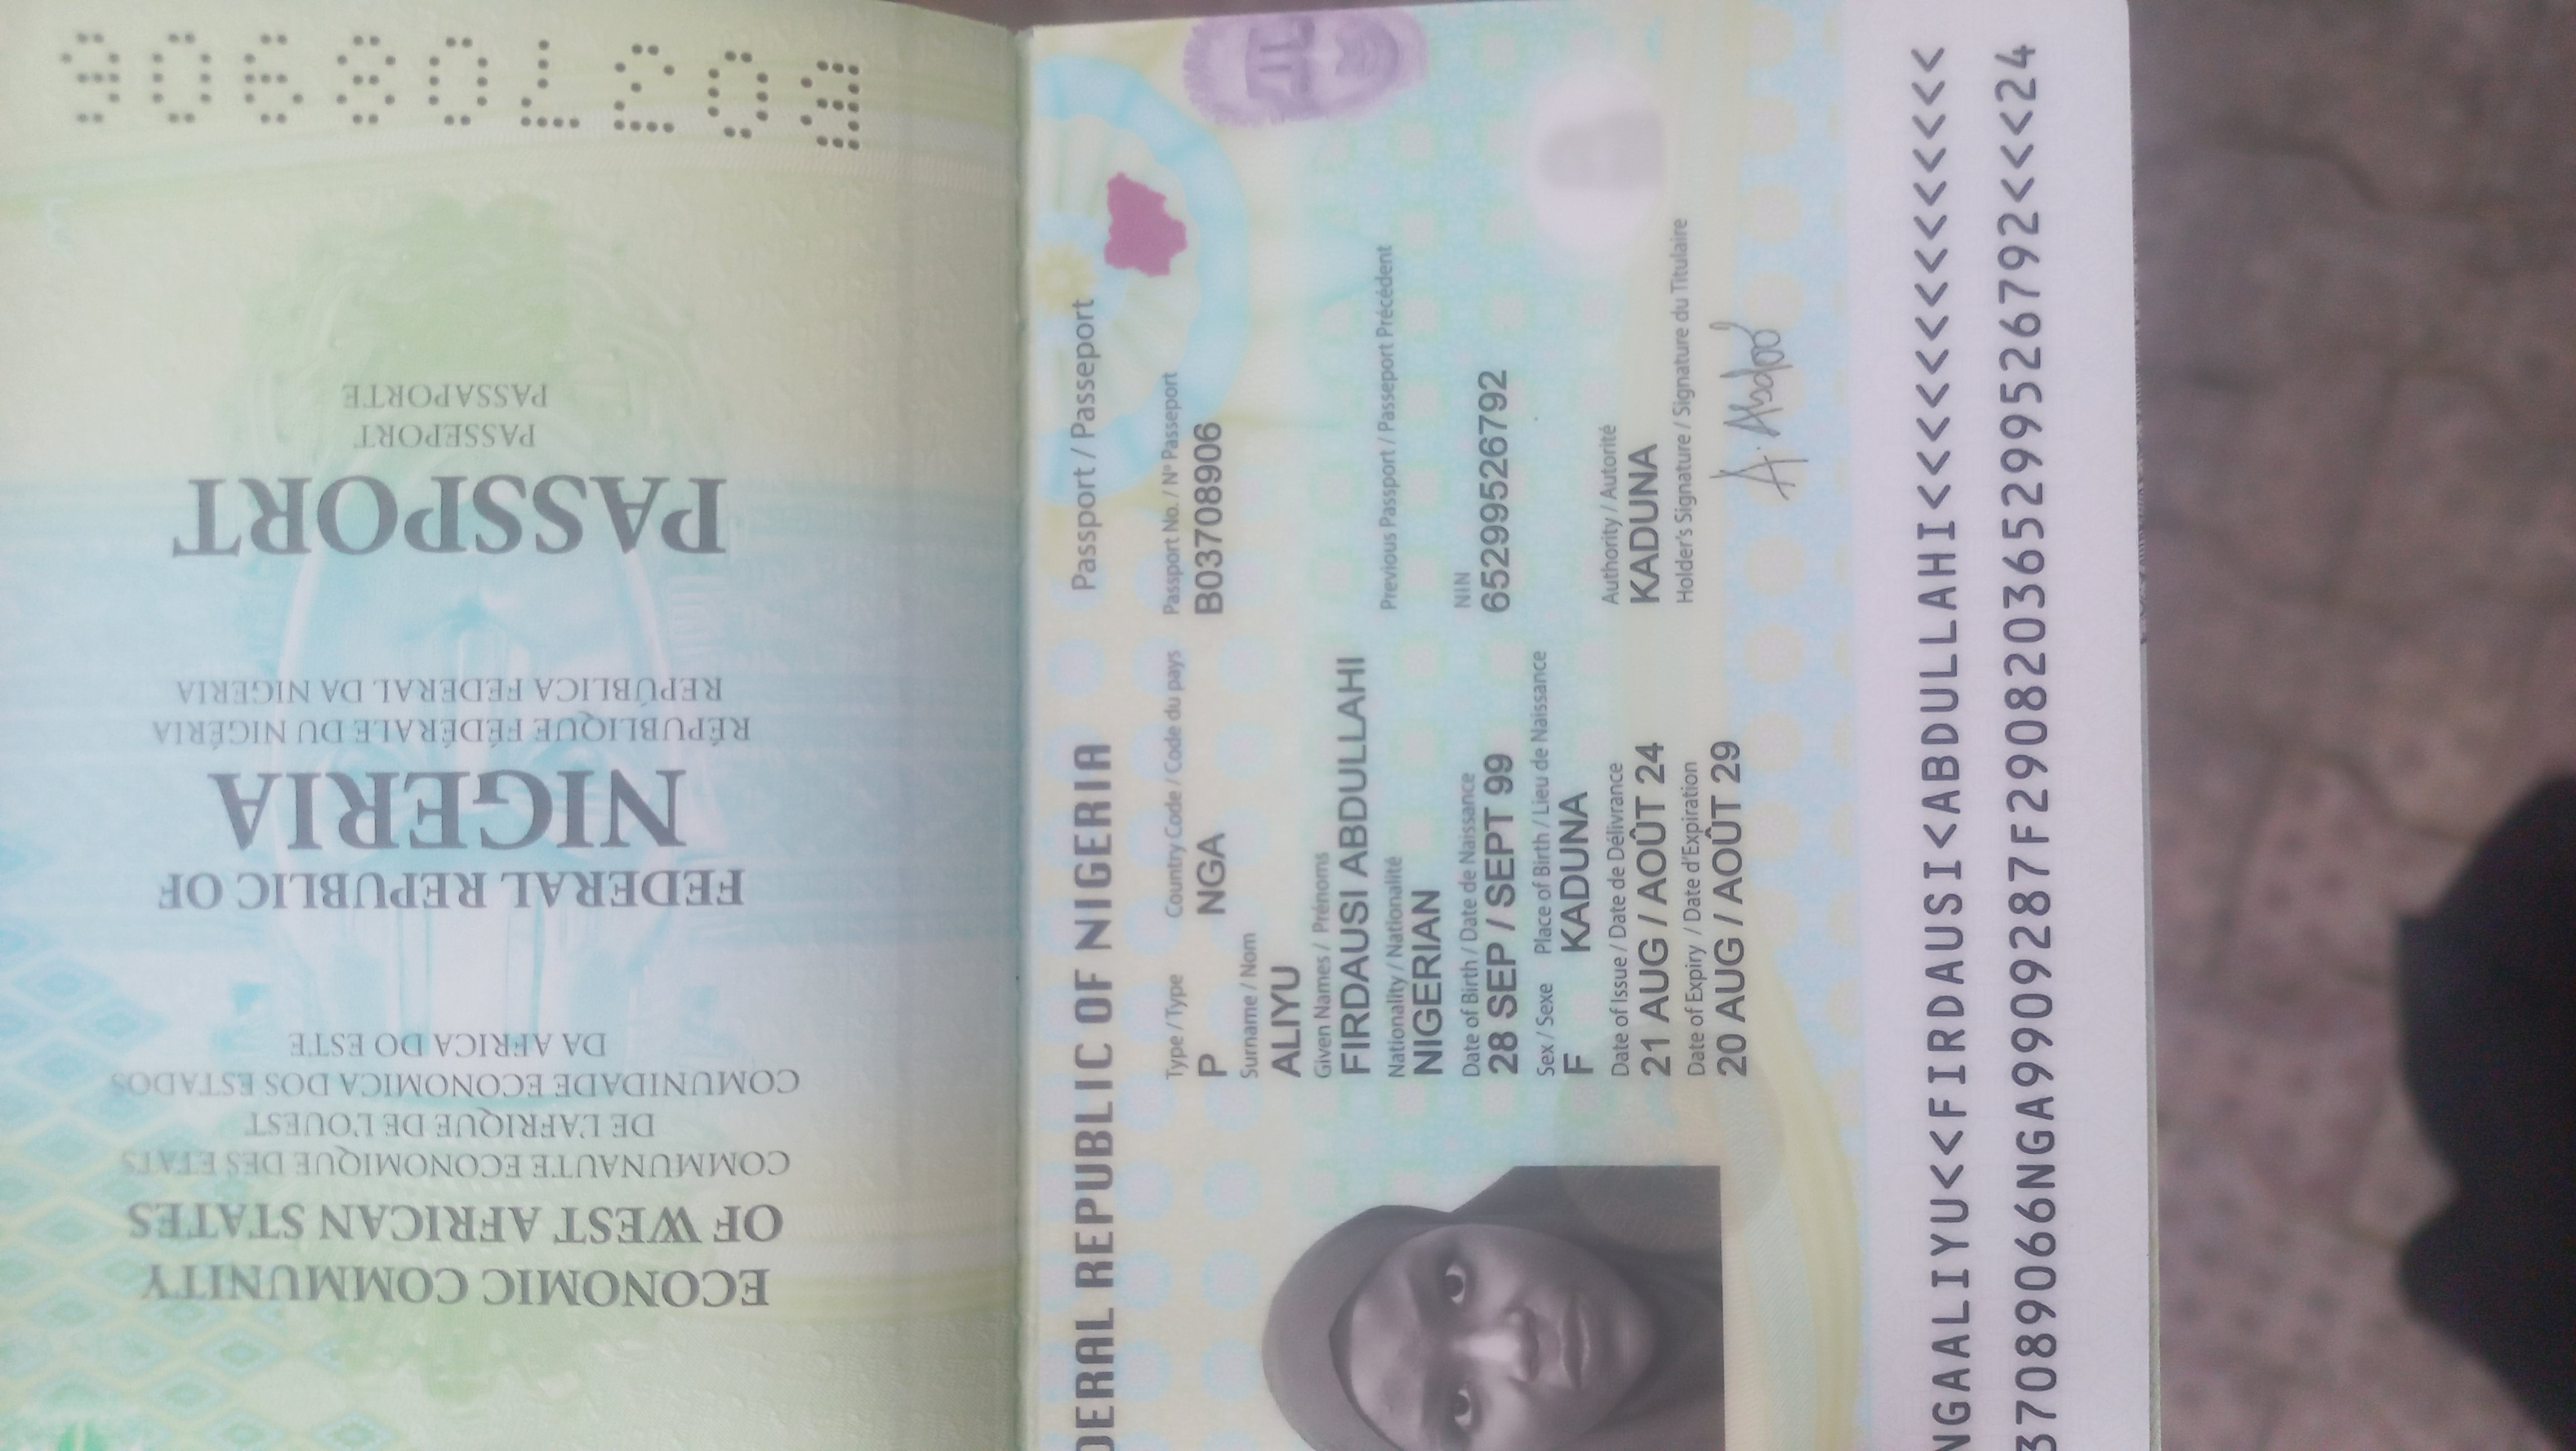 ECONOMIC COMMUNITY
OF WEST AFRICAN STATES
COMMUNAUTE ECONOMIQUE DES ETATS
DE L'AFRIQUE DE L'OUEST
COMUNIDADE ECONOMICA DOS ESTADOS
DA AFRICA DO ESTE
FEDERAL REPUBLIC OF
NIGERIA
RÉPUBLIQUE FÉDÉRALE DU NIGÉRIA
REPÚBLICA FEDERAL DA NIGERIA
PASSPORT
PASSEPORT
PASSAPORTE
B03708906
DERAL REPUBLIC OF NIGERIA
Passport / Passeport
Type / Type Country Code / Code du pays Passport No. / Nº Passeport
P NGA B03708906
Surname / Nom
ALIYU
Given Names / Prénoms
FIRDAUSI ABDULLAHI
Nationality / Nationalité Previous Passport / Passeport Précédent
NIGERIAN
Date of Birth / Date de Naissance NIN
28 SEP / SEPT 99 65299526792
Sex / Sexe Place of Birth / Lieu de Naissance
F KADUNA
Date of Issue / Date de Délivrance Authority / Autorité
21 AUG / AOÛT 24 KADUNA
Date of Expiry / Date d'Expiration Holder's Signature / Signature du Titulaire
20 AUG / AOÛT 29
A. Abdoo
NGAALIYU<<FIRDAUSI<ABDULLAHI<<<<<<<<<<<<<<
37089066NGA9909287F290820365299526792<<<24